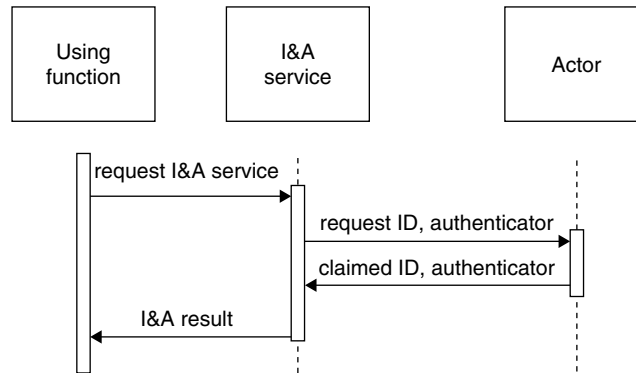 Using
function
I&A
service
Actor
request I&A service
request ID, authenticator
claimed ID, authenticator
I&A result